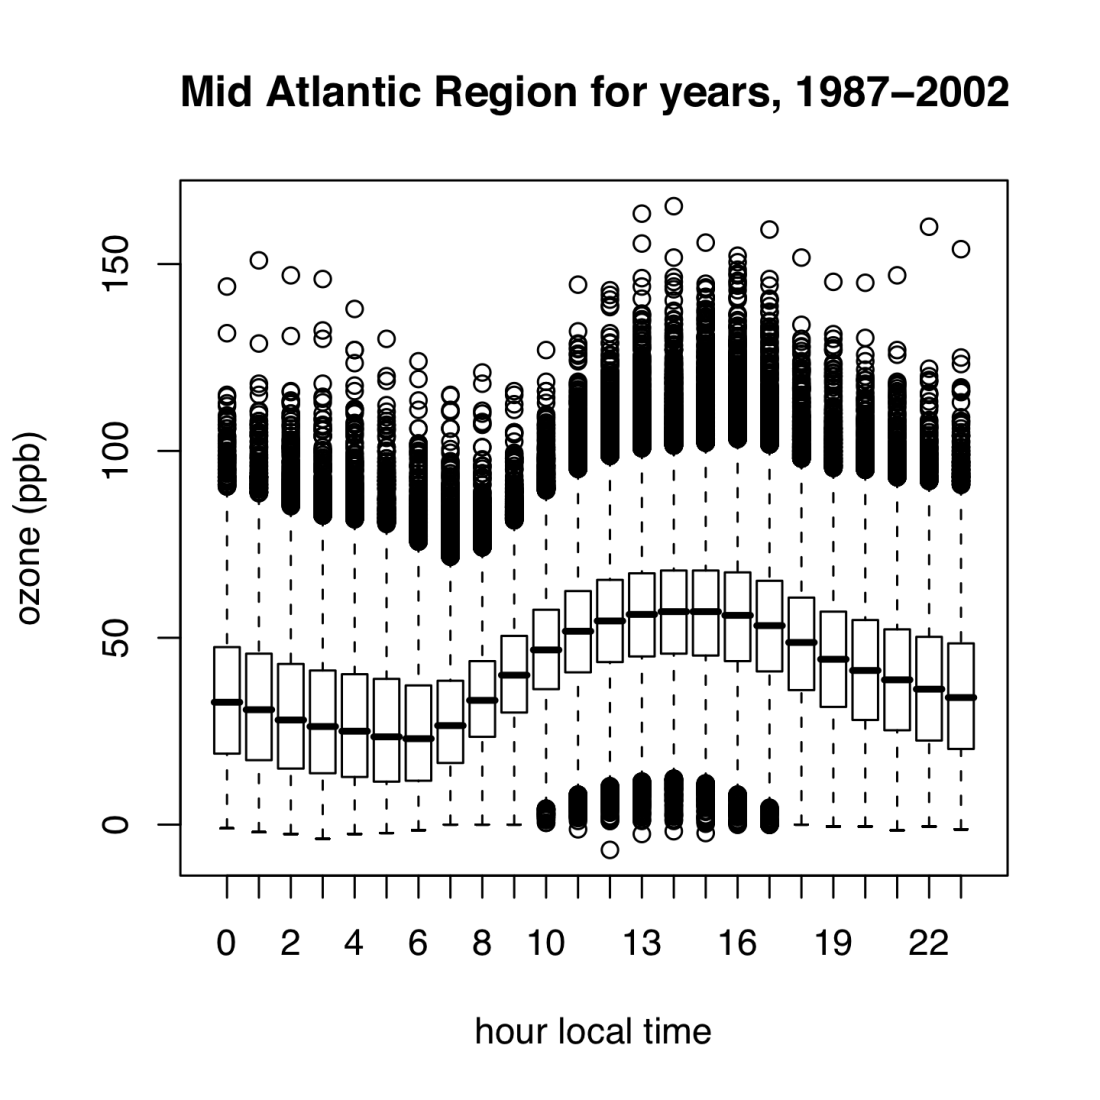 Mid Atlantic Region for years, 1987−2002
ozone (ppb)
150
100
50
0
0 2 4 6 8 10 13 16 19 22
hour local time